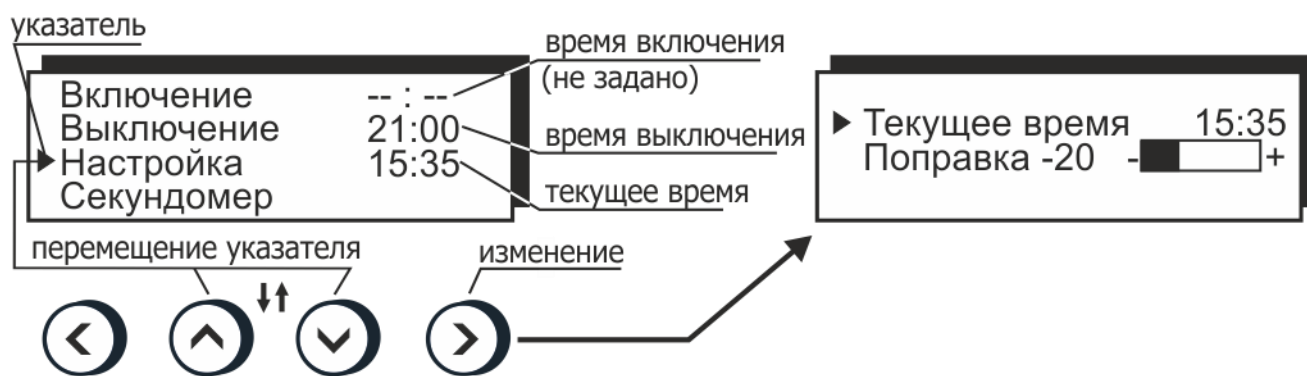 указатель
время включения
(не задано)
Включение -- : --
Выключение 21:00
время выключения
Настройка 15:35
Секундомер
текущее время
перемещение указателя
изменение
Текущее время 15:35
Поправка -20 - +